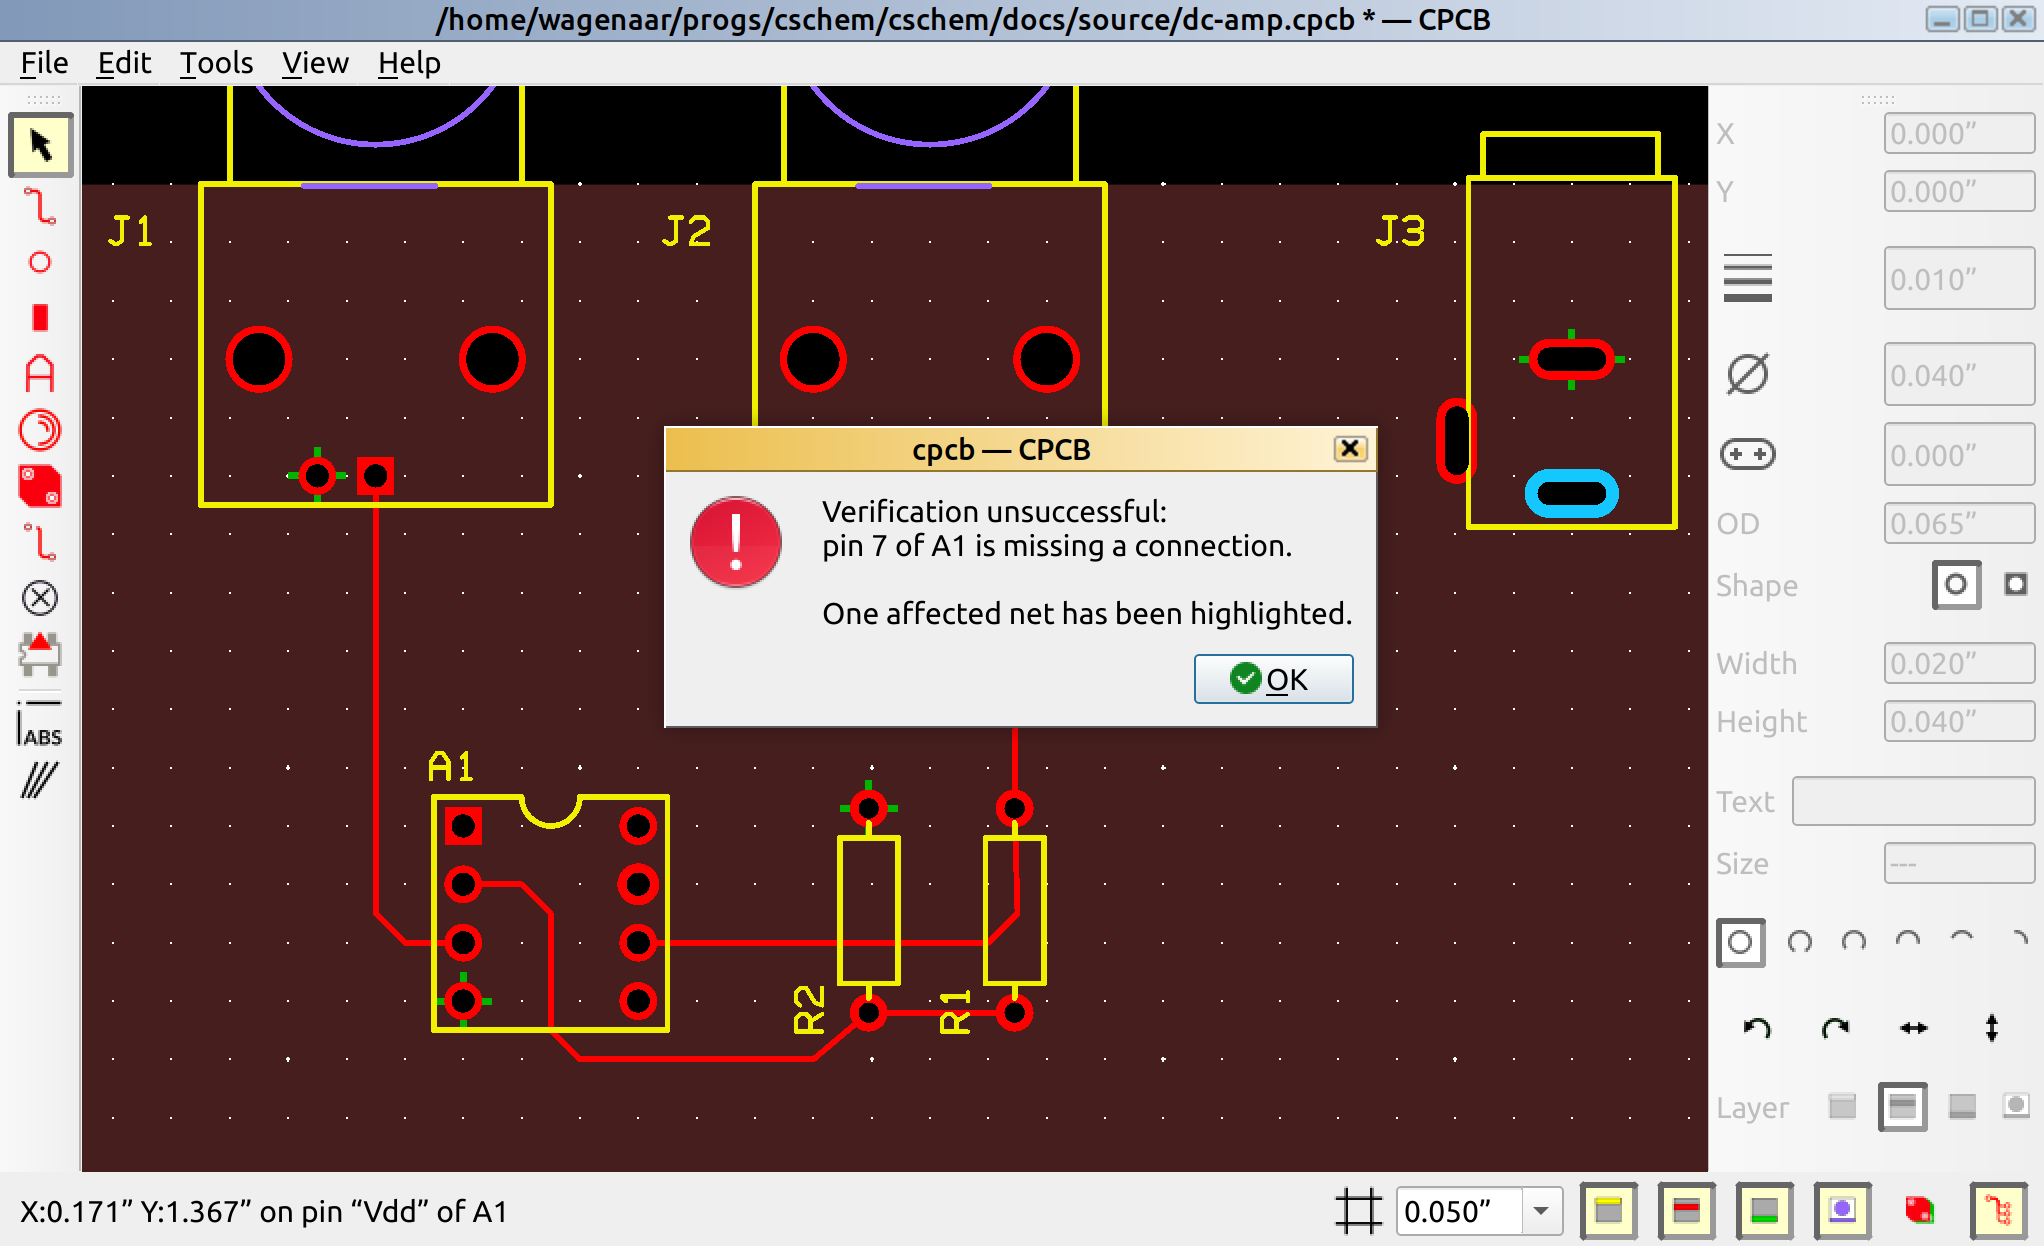 /home/wagenaar/progs/cschem/cschem/docs/source/dc-amp.cpcb * — CPCB
File Edit Tools View Help
J1
J2
J3
X 0.000”
Y 0.000”
0.010”
0.040”
0.000”
OD 0.065”
Shape
Width 0.020”
Height 0.040”
Text
Size ---
Layer
cpcb — CPCB
Verification unsuccessful:
pin 7 of A1 is missing a connection.
One affected net has been highlighted.
OK
ABS
A1
R2
R1
X:0.171” Y:1.367” on pin “Vdd” of A1
0.050”